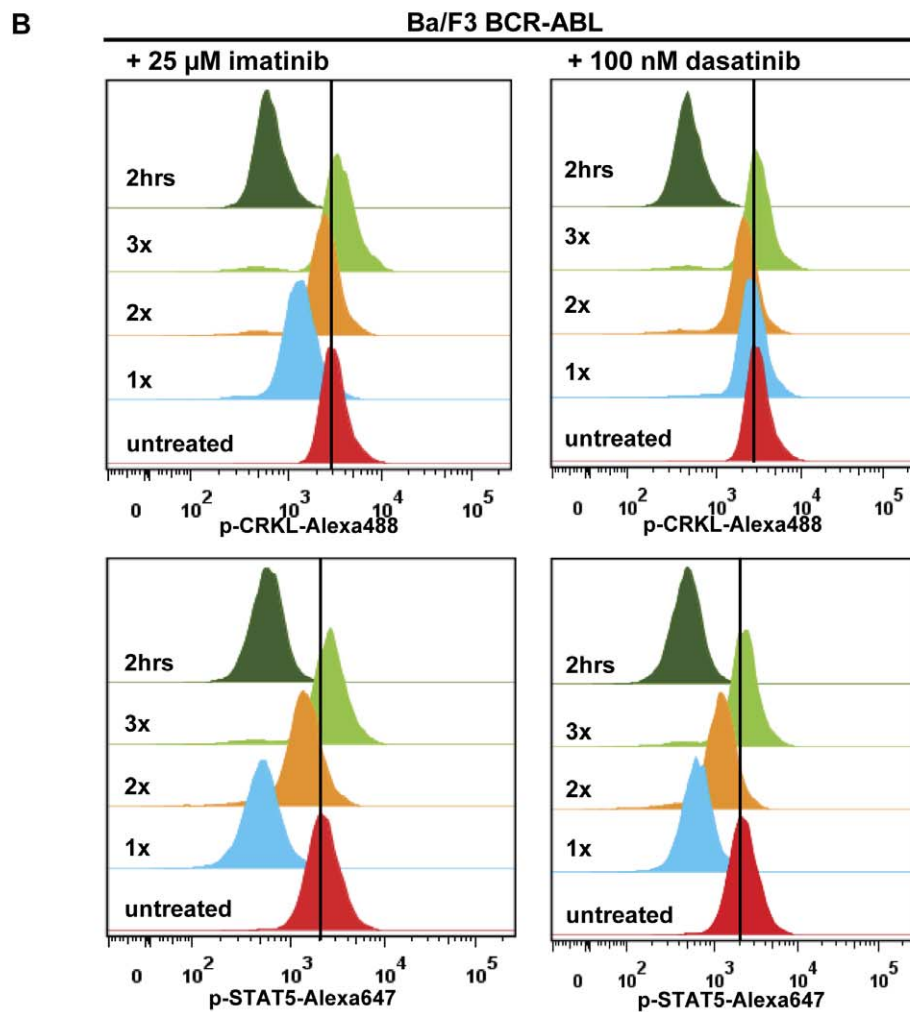 B
Ba/F3 BCR-ABL
+ 25 µM imatinib
2hrs
3x
2x
1x
untreated
0 10² 10³ 10⁴ 10⁵
p-CRKL-Alexa488
+ 100 nM dasatinib
2hrs
3x
2x
1x
untreated
0 10² 10³ 10⁴ 10⁵
p-CRKL-Alexa488
2hrs
3x
2x
1x
untreated
0 10² 10³ 10⁴ 10⁵
p-STAT5-Alexa647
2hrs
3x
2x
1x
untreated
0 10² 10³ 10⁴ 10⁵
p-STAT5-Alexa647